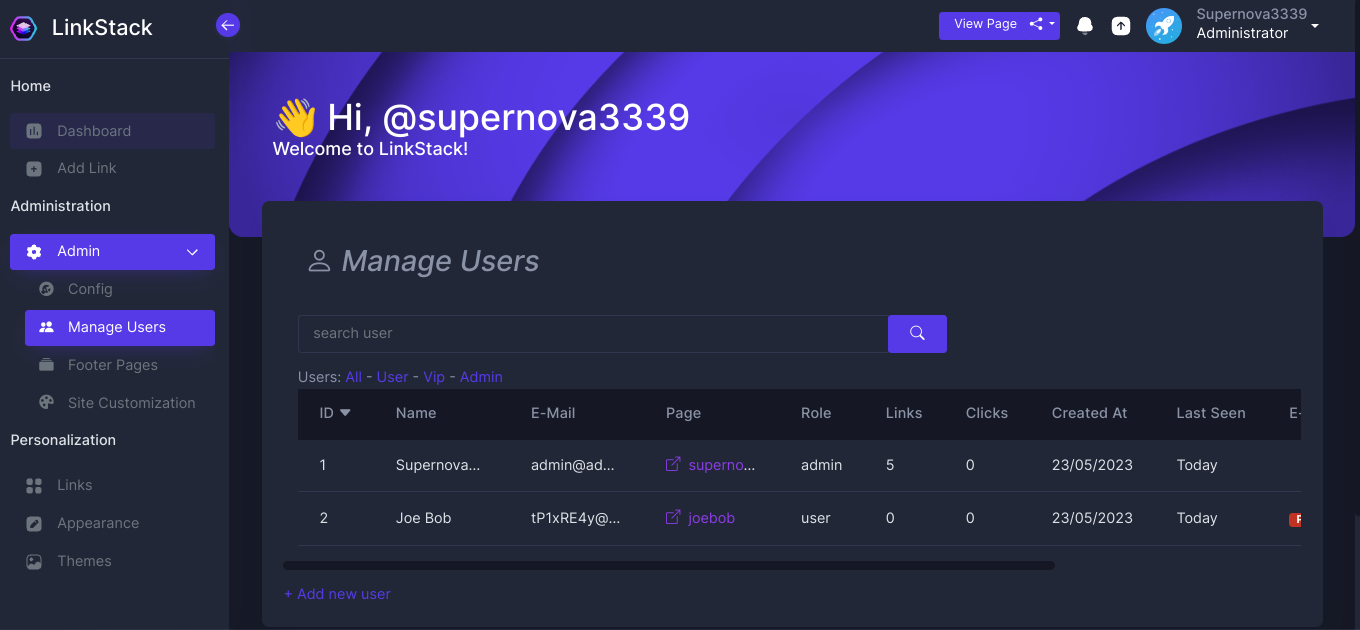 LinkStack
View Page
Supernova3339
Administrator
Home
Dashboard
Add Link
Administration
Admin
Config
Manage Users
Footer Pages
Site Customization
Personalization
Links
Appearance
Themes
👋 Hi, @supernova3339
Welcome to LinkStack!
Manage Users
search user
Users: All - User - Vip - Admin
ID Name E-Mail Page Role Links Clicks Created At Last Seen E-
1 Supernova... admin@ad... superno... admin 5 0 23/05/2023 Today
2 Joe Bob tP1xRE4y@... joebob user 0 0 23/05/2023 Today
+ Add new user